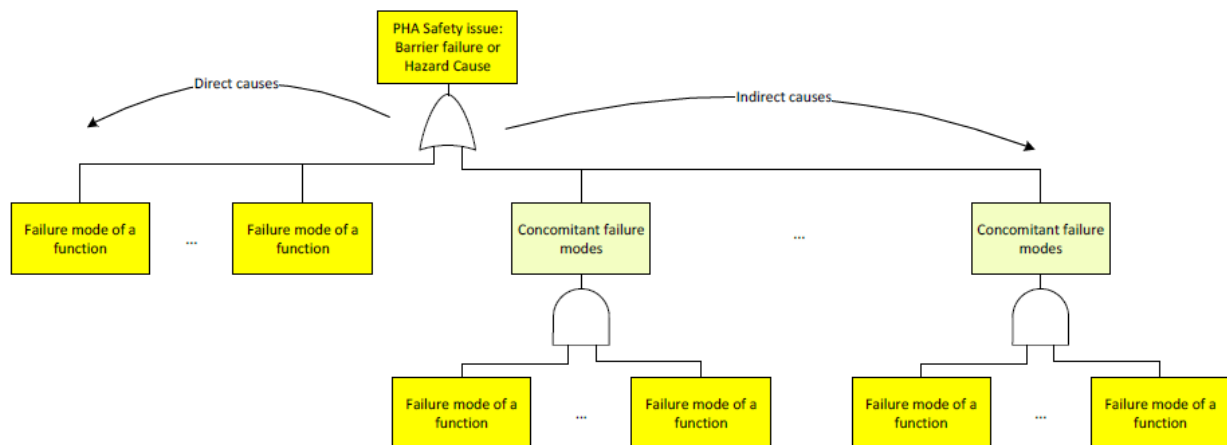 PHA Safety issue:
Barrier failure or
Hazard Cause
Direct causes
Indirect causes
Failure mode of a
function
...
Failure mode of a
function
Concomitant failure
modes
...
Concomitant failure
modes
Failure mode of a
function
...
Failure mode of a
function
Failure mode of a
function
...
Failure mode of a
function